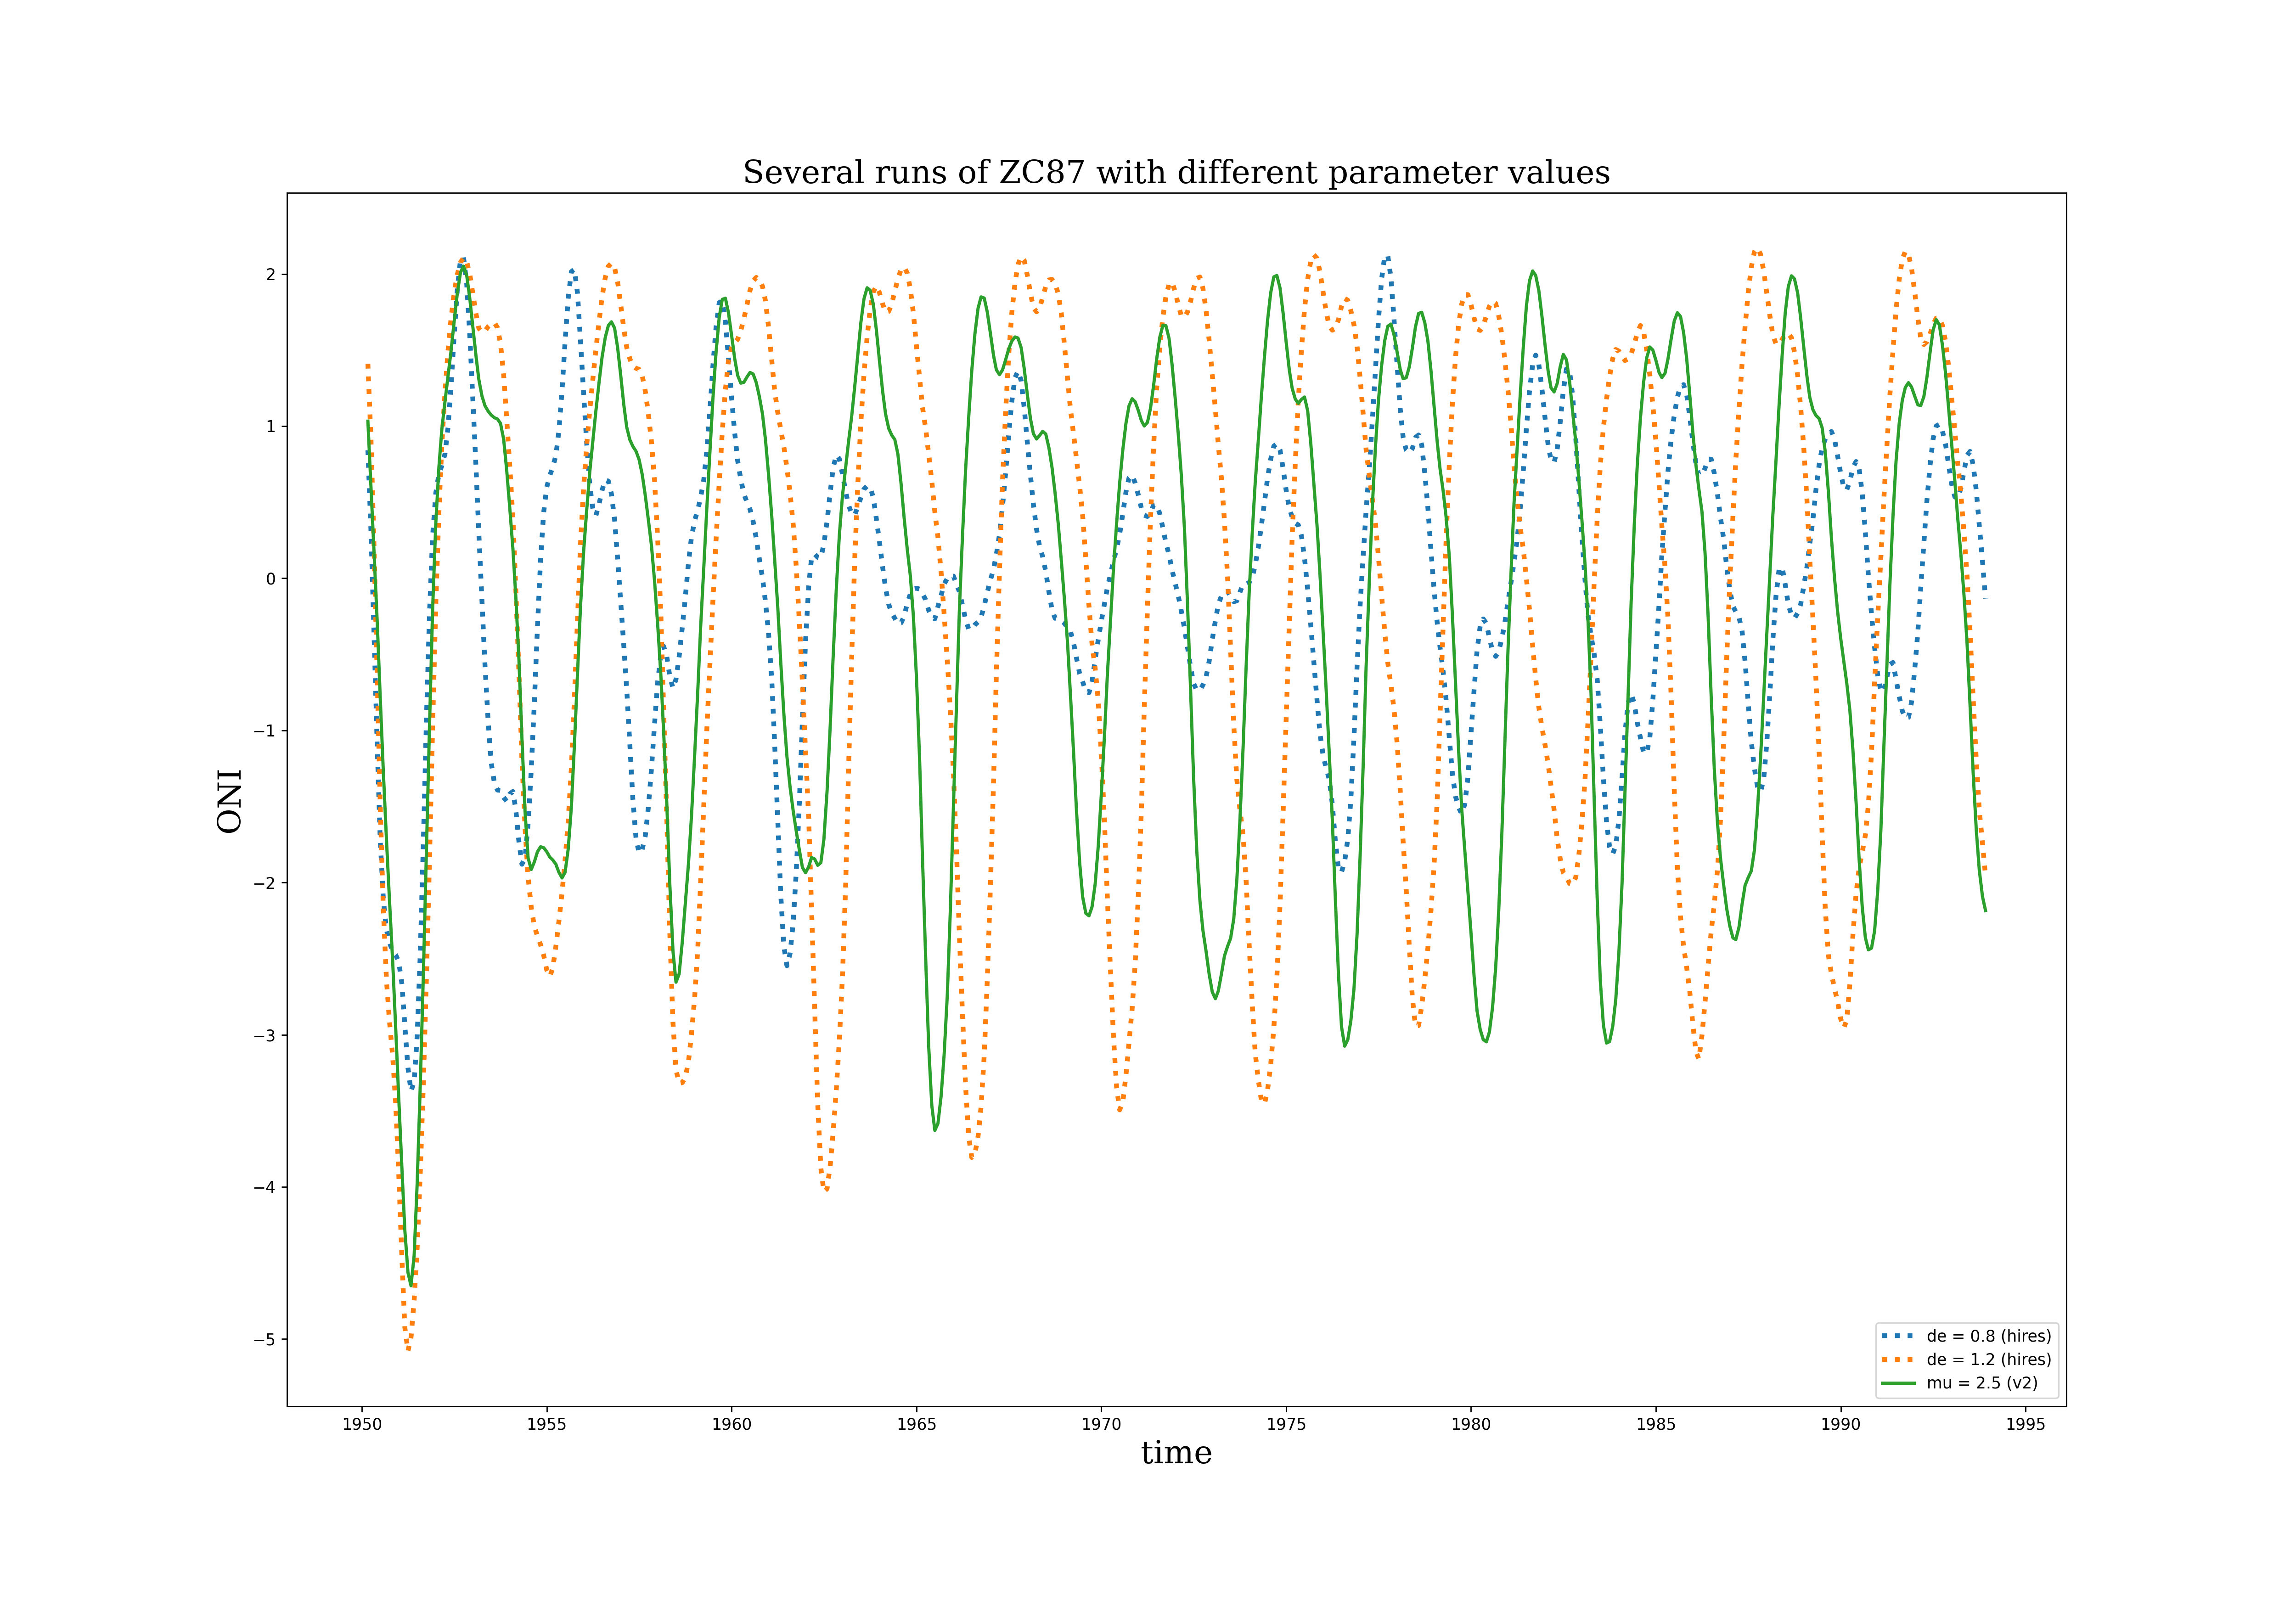 Several runs of ZC87 with different parameter values
ONI
2
1
0
−1
−2
−3
−4
−5
1950 1955 1960 1965 1970 1975 1980 1985 1990 1995
time
de = 0.8 (hires)
de = 1.2 (hires)
mu = 2.5 (v2)